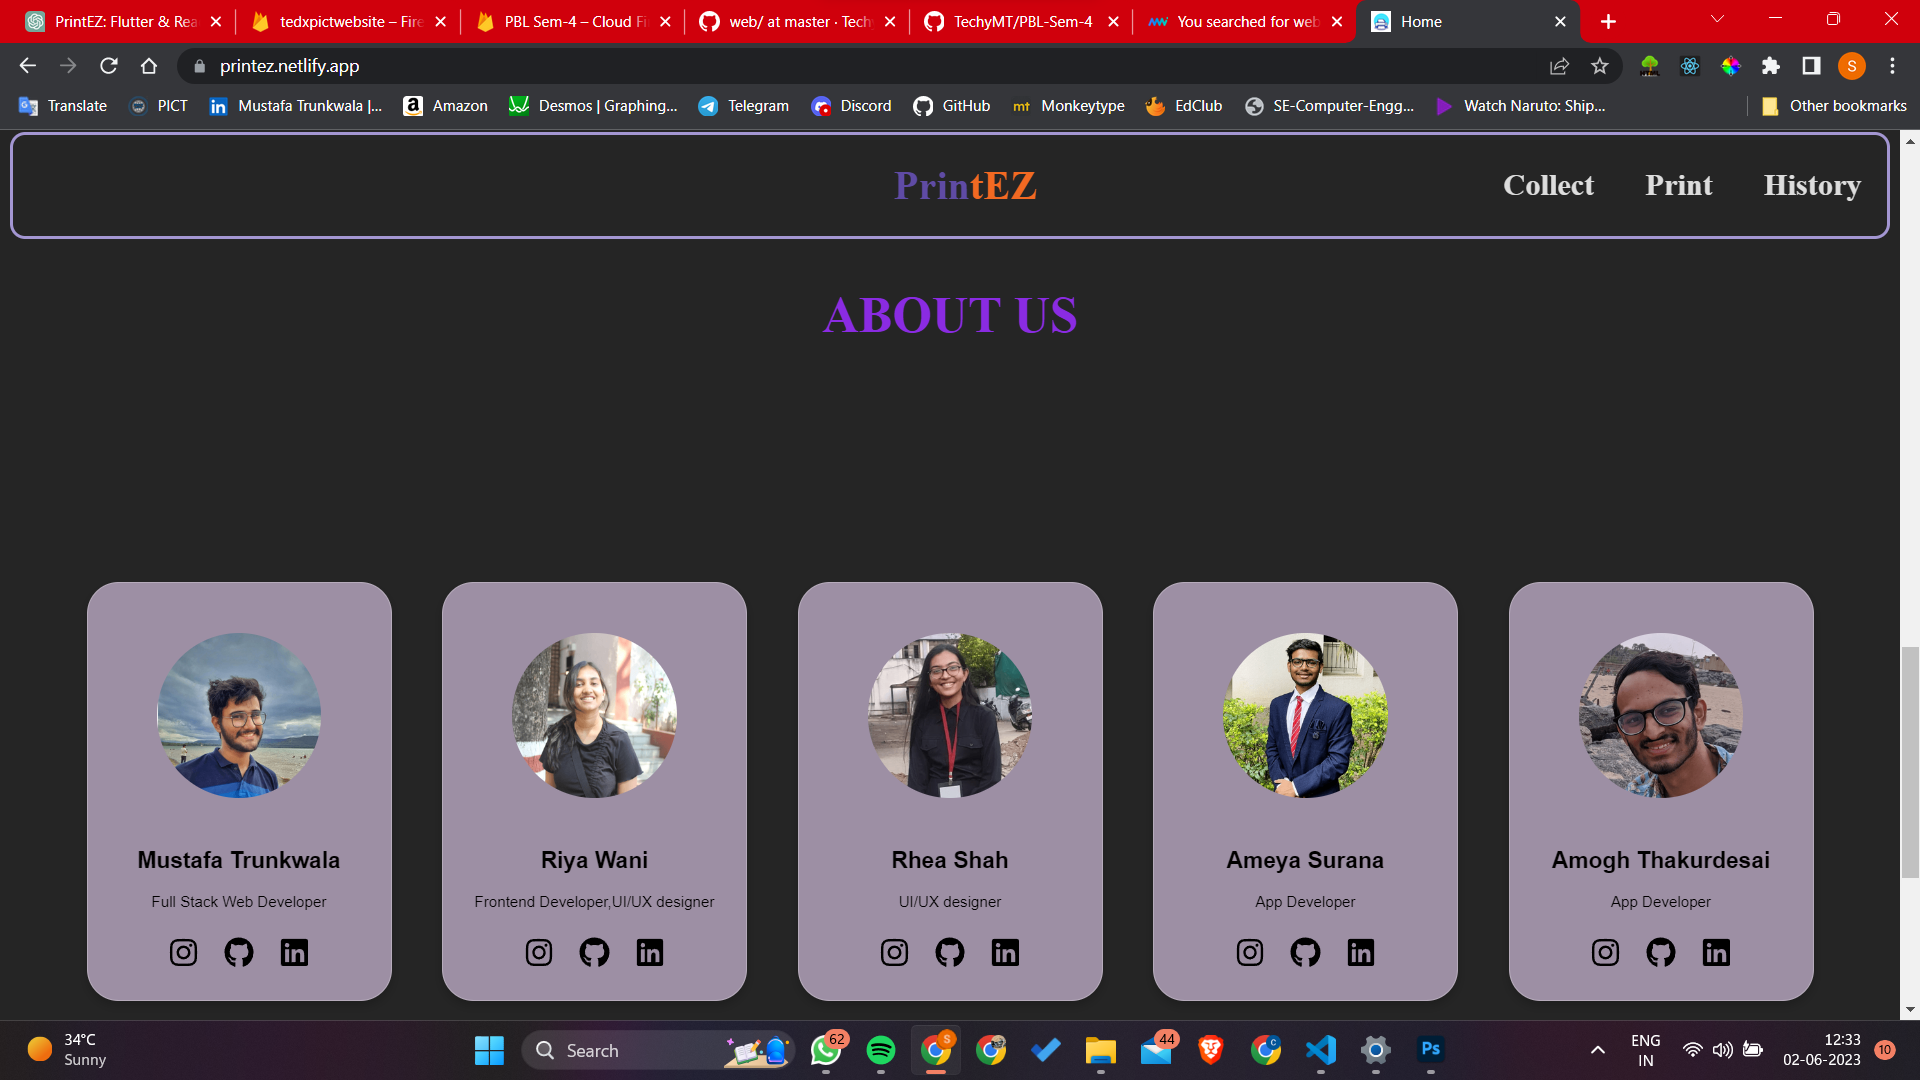 PrintEZ: Flutter & Rea
tedxpictwebsite – Fire
PBL Sem-4 – Cloud Fi
web/ at master · Tech
TechyMT/PBL-Sem-4
You searched for web
Home
printez.netlify.app
S
Translate
PICT
Mustafa Trunkwala |...
Amazon
Desmos | Graphing...
Telegram
Discord
GitHub
mt Monkeytype
EdClub
SE-Computer-Engg...
Watch Naruto: Ship...
Other bookmarks
PrintEZ
Collect Print History
ABOUT US
Mustafa Trunkwala
Full Stack Web Developer
Riya Wani
Frontend Developer,UI/UX designer
Rhea Shah
UI/UX designer
Ameya Surana
App Developer
Amogh Thakurdesai
App Developer
34°C
Sunny
Search
62
S
44
C
Ps
ENG
IN
12:33
02-06-2023
10